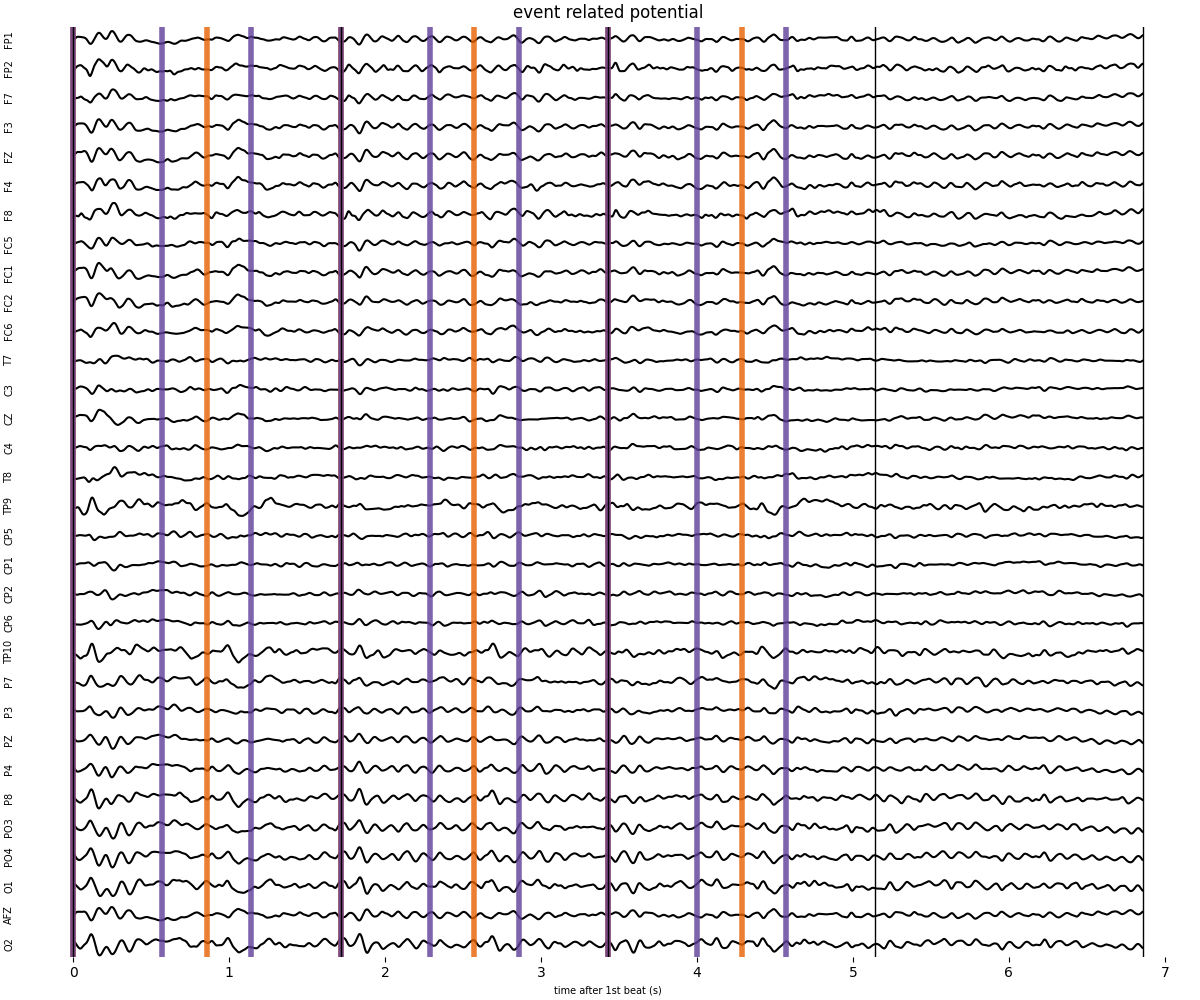 event related potential
FP1
FP2
F7
F3
FZ
F4
F8
FC5
FC1
FC2
FC6
T7
C3
CZ
C4
T8
TP9
CP5
CP1
CP2
CP6
TP10
P7
P3
PZ
P4
P8
PO3
PO4
O1
AFZ
O2
0 1 2 3 4 5 6 7
time after 1st beat (s)